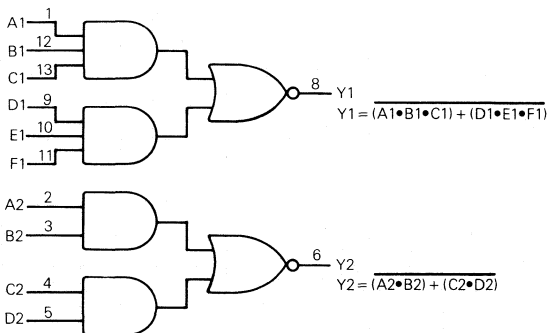 A1 1
B1 12
C1 13
D1 9
E1 10
F1 11
8 Y1
Y1 = (A1•B1•C1) + (D1•E1•F1)
A2 2
B2 3
C2 4
D2 5
6 Y2
Y2 = (A2•B2) + (C2•D2)